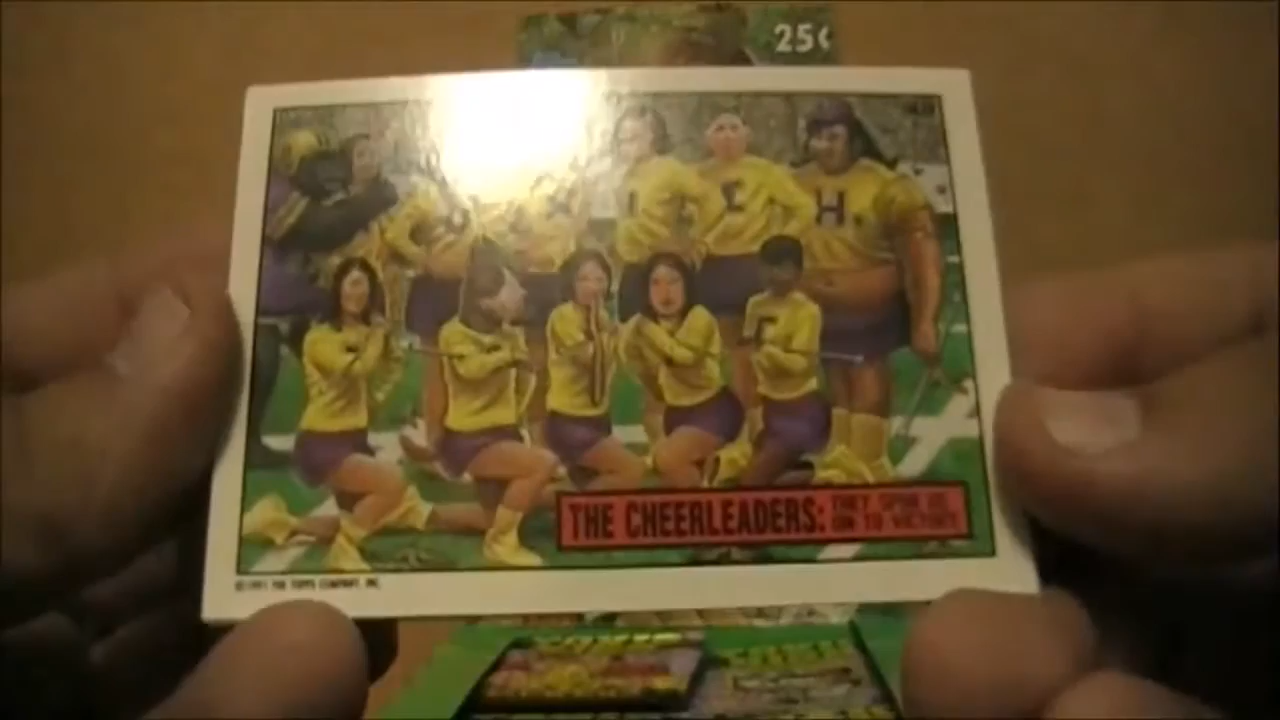 25¢
I E H
THE CHEERLEADERS: THEY SPUR US
ON TO VICTORY!
©1991 THE TOPPS COMPANY, INC.